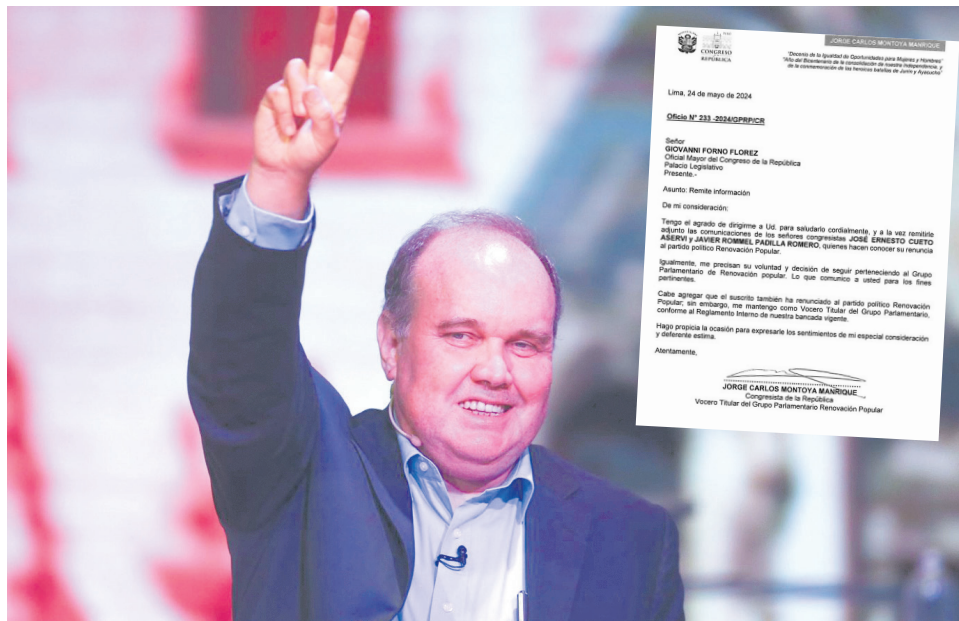 CONGRESO
REPÚBLICA
JORGE CARLOS MONTOYA MANRIQUE
"Decenio de la Igualdad de Oportunidades para Mujeres y Hombres"
"Año del Bicentenario de la consolidación de nuestra Independencia, y
de la conmemoración de las heroicas batallas de Junín y Ayacucho"
Lima, 24 de mayo de 2024
Oficio N° 233 -2024/GPRP/CR
Señor
GIOVANNI FORNO FLOREZ
Oficial Mayor del Congreso de la República
Palacio Legislativo
Presente.-
Asunto: Remite información
De mi consideración:
Tengo el agrado de dirigirme a Ud. para saludarlo cordialmente, y a la vez remitirle
adjunto las comunicaciones de los señores congresistas JOSÉ ERNESTO CUETO
ASERVI y JAVIER ROMMEL PADILLA ROMERO, quienes hacen conocer su renuncia
al partido político Renovación Popular.
Igualmente, me precisan su voluntad y decisión de seguir perteneciendo al Grupo
Parlamentario de Renovación popular. Lo que comunico a usted para los fines
pertinentes.
Cabe agregar que el suscrito también ha renunciado al partido político Renovación
Popular; sin embargo, me mantengo como Vocero Titular del Grupo Parlamentario,
conforme al Reglamento Interno de nuestra bancada vigente.
Hago propicia la ocasión para expresarle los sentimientos de mi especial consideración
y deferente estima.
Atentamente,
JORGE CARLOS MONTOYA MANRIQUE
Congresista de la República
Vocero Titular del Grupo Parlamentario Renovación Popular